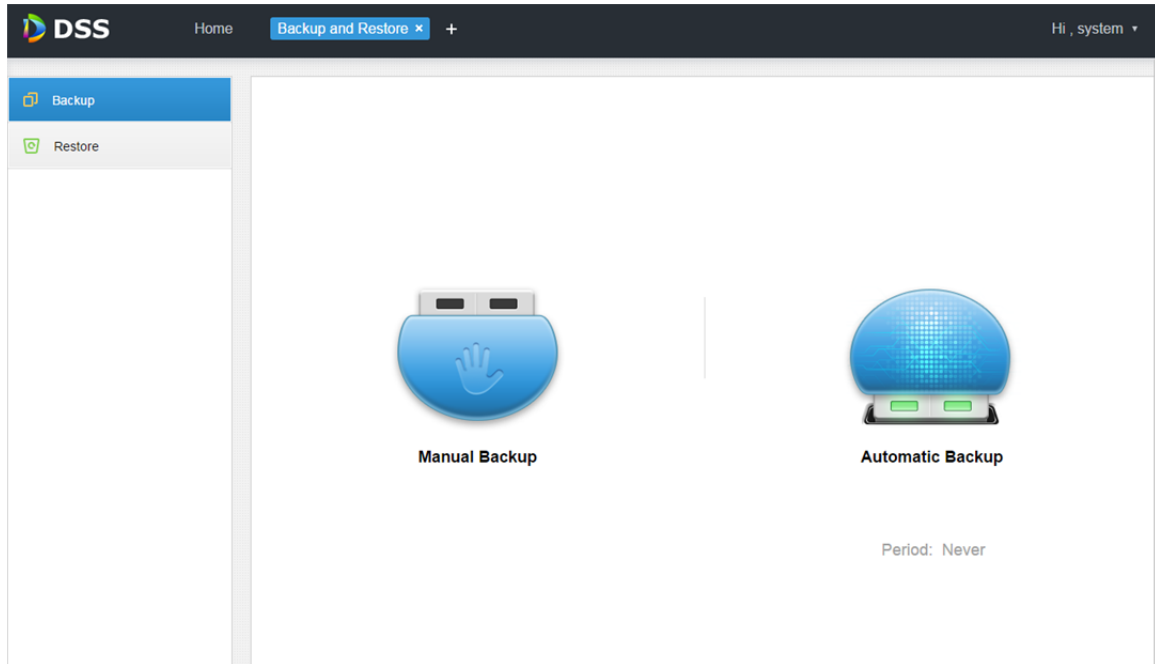 DSS Home Backup and Restore × + Hi , system
Backup
Restore
Manual Backup
Automatic Backup
Period: Never